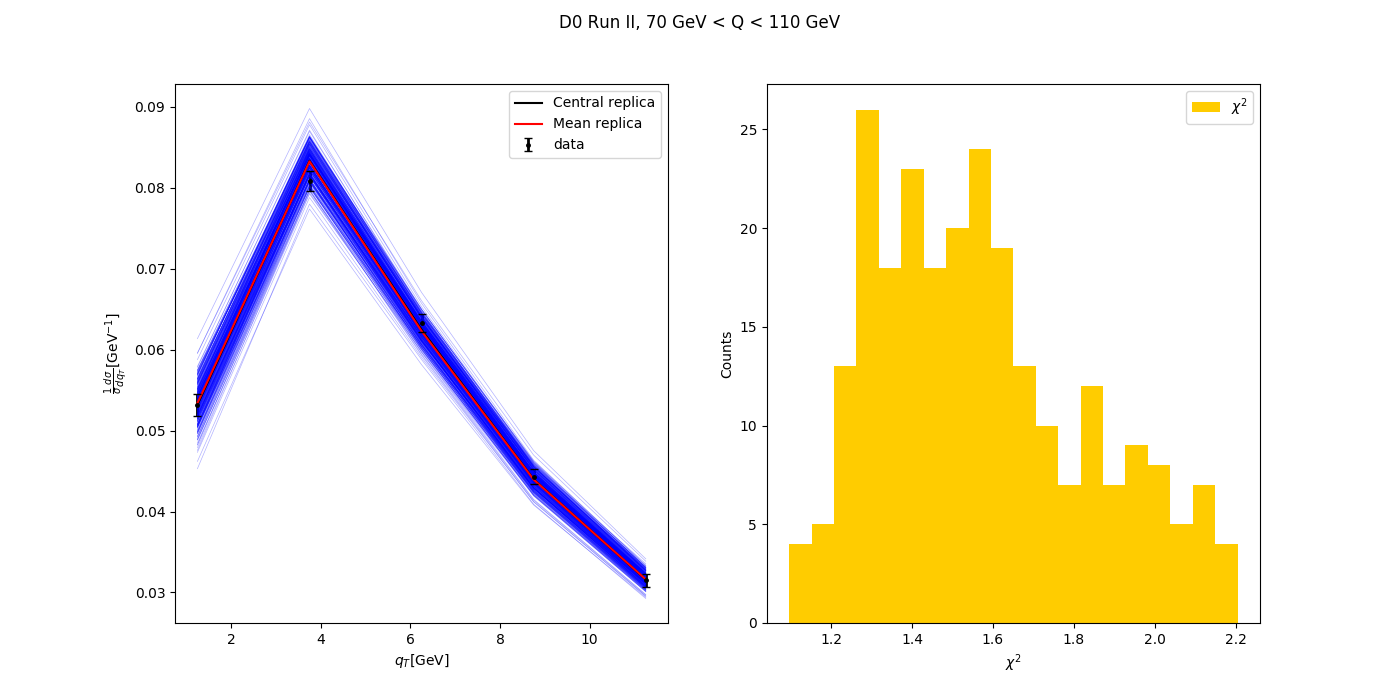 D0 Run II, 70 GeV < Q < 110 GeV
0.09
0.08
0.07
0.06
0.05
0.04
0.03
2
4
6
8
10
q_T[GeV]
\frac{1}{σ}\frac{dσ}{dq_T}[GeV⁻¹]
Central replica
Mean replica
data
25
20
15
10
5
0
1.2
1.4
1.6
1.8
2.0
2.2
χ²
Counts
χ²